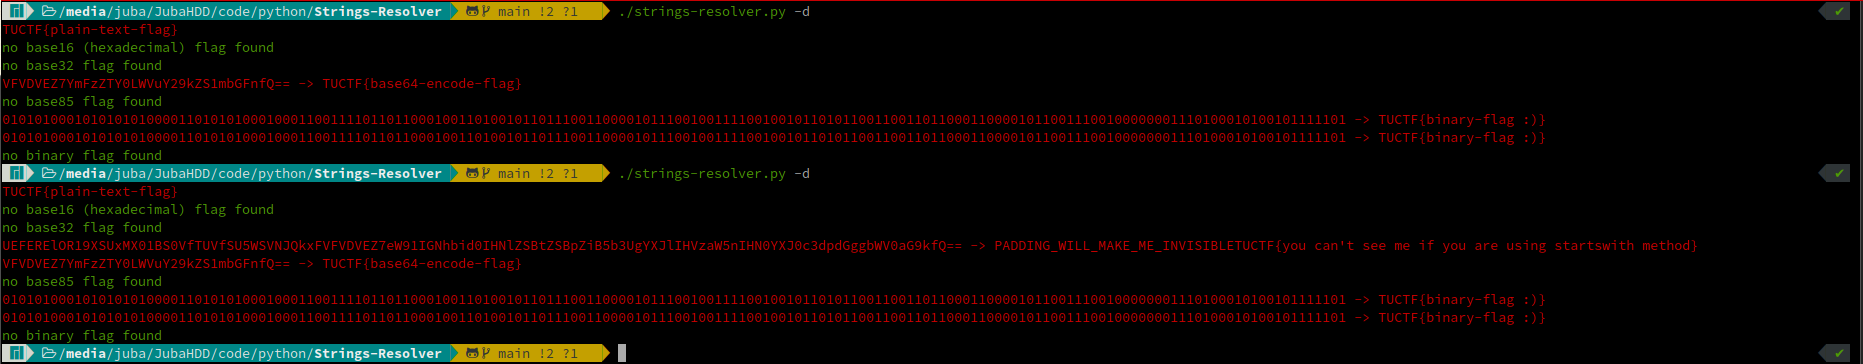 /media/juba/JubaHDD/code/python/Strings-Resolver main !2 ?1 ./strings-resolver.py -d ✔
TUCTF{plain-text-flag}
no base16 (hexadecimal) flag found
no base32 flag found
VFVDVEZ7YmFzZTY0LWVuY29kZS1mbGFnfQ== -> TUCTF{base64-encode-flag}
no base85 flag found
010101000101010101000011010101000100011001111011011000100110100101101110011000010111001001111001001011010110011001101100011000010110011100100000001110100010100101111101 -> TUCTF{binary-flag :)}
010101000101010101000011010101000100011001111011011000100110100101101110011000010111001001111001001011010110011001101100011000010110011100100000001110100010100101111101 -> TUCTF{binary-flag :)}
no binary flag found
/media/juba/JubaHDD/code/python/Strings-Resolver main !2 ?1 ./strings-resolver.py -d ✔
TUCTF{plain-text-flag}
no base16 (hexadecimal) flag found
no base32 flag found
UEFERElOR19XSUxMX01BS0VfTUVfSU5WSVNJQkxFVFVDVEZ7eW91IGNhbid0IHNlZSBtZSBpZiB5b3UgYXJlIHVzaW5nIHN0YXJ0c3dpdGggbWV0aG9kfQ== -> PADDING_WILL_MAKE_ME_INVISIBLETUCTF{you can't see me if you are using startswith method}
VFVDVEZ7YmFzZTY0LWVuY29kZS1mbGFnfQ== -> TUCTF{base64-encode-flag}
no base85 flag found
010101000101010101000011010101000100011001111011011000100110100101101110011000010111001001111001001011010110011001101100011000010110011100100000001110100010100101111101 -> TUCTF{binary-flag :)}
010101000101010101000011010101000100011001111011011000100110100101101110011000010111001001111001001011010110011001101100011000010110011100100000001110100010100101111101 -> TUCTF{binary-flag :)}
no binary flag found
/media/juba/JubaHDD/code/python/Strings-Resolver main !2 ?1 ✔